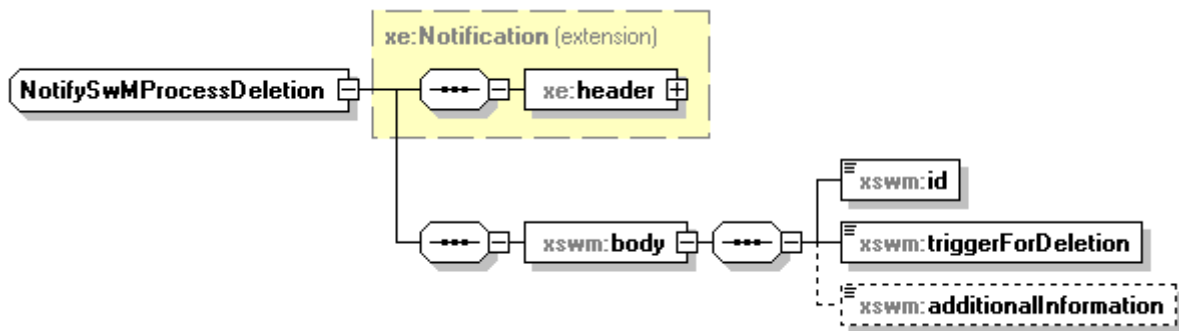 xe:Notification (extension)
NotifySwMProcessDeletion
xe:header
xswm:id
xswm:body
xswm:triggerForDeletion
xswm:additionalInformation